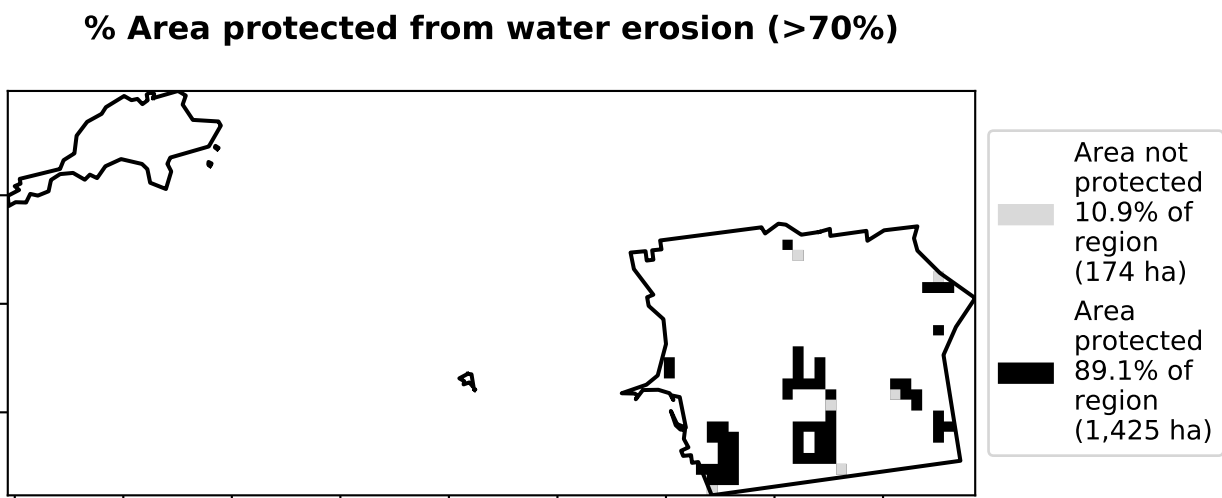 % Area protected from water erosion (>70%)
Area not
protected
10.9% of
region
(174 ha)
Area
protected
89.1% of
region
(1,425 ha)